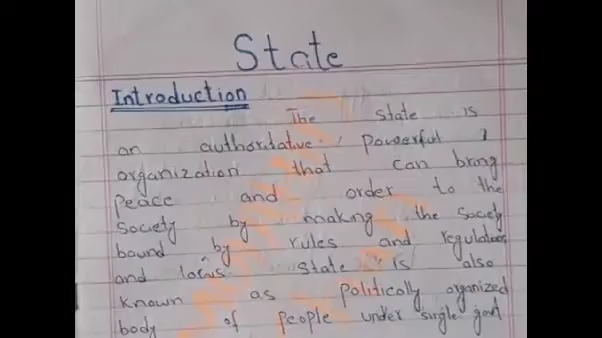 State
Introduction
The state is
an authoritative, powerful &
organization that can bring
Peace and order to the
Society by making the society
bound by rules and regulations
and laws. State is also
known as politically organized
body of people under single govt